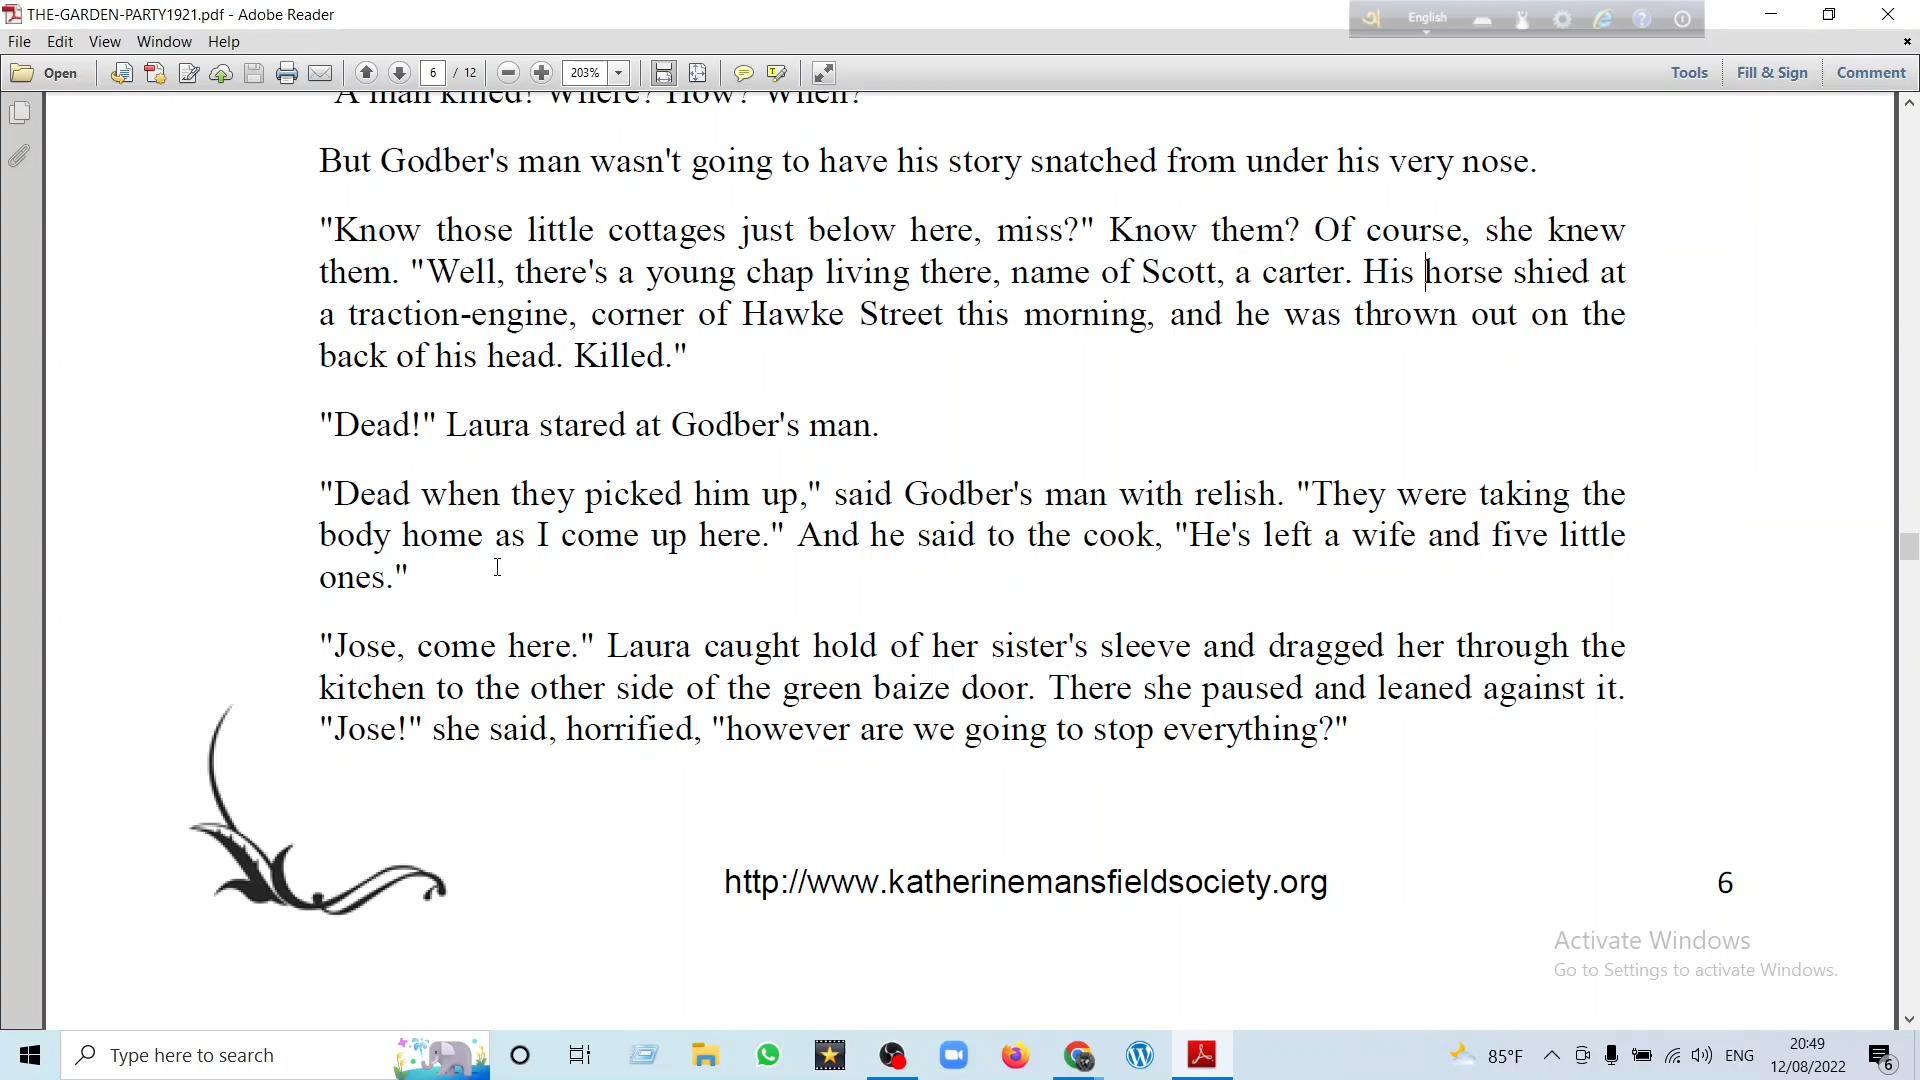 THE-GARDEN-PARTY1921.pdf - Adobe Reader
English
File Edit View Window Help
Open 6 / 12 203% Tools Fill & Sign Comment
"A man killed! Where? How? When?"
But Godber's man wasn't going to have his story snatched from under his very nose.
"Know those little cottages just below here, miss?" Know them? Of course, she knew
them. "Well, there's a young chap living there, name of Scott, a carter. His horse shied at
a traction-engine, corner of Hawke Street this morning, and he was thrown out on the
back of his head. Killed."
"Dead!" Laura stared at Godber's man.
"Dead when they picked him up," said Godber's man with relish. "They were taking the
body home as I come up here." And he said to the cook, "He's left a wife and five little
ones."
"Jose, come here." Laura caught hold of her sister's sleeve and dragged her through the
kitchen to the other side of the green baize door. There she paused and leaned against it.
"Jose!" she said, horrified, "however are we going to stop everything?"
http://www.katherinemansfieldsociety.org 6
Activate Windows
Go to Settings to activate Windows.
Type here to search 85°F ENG 20:49
12/08/2022 6